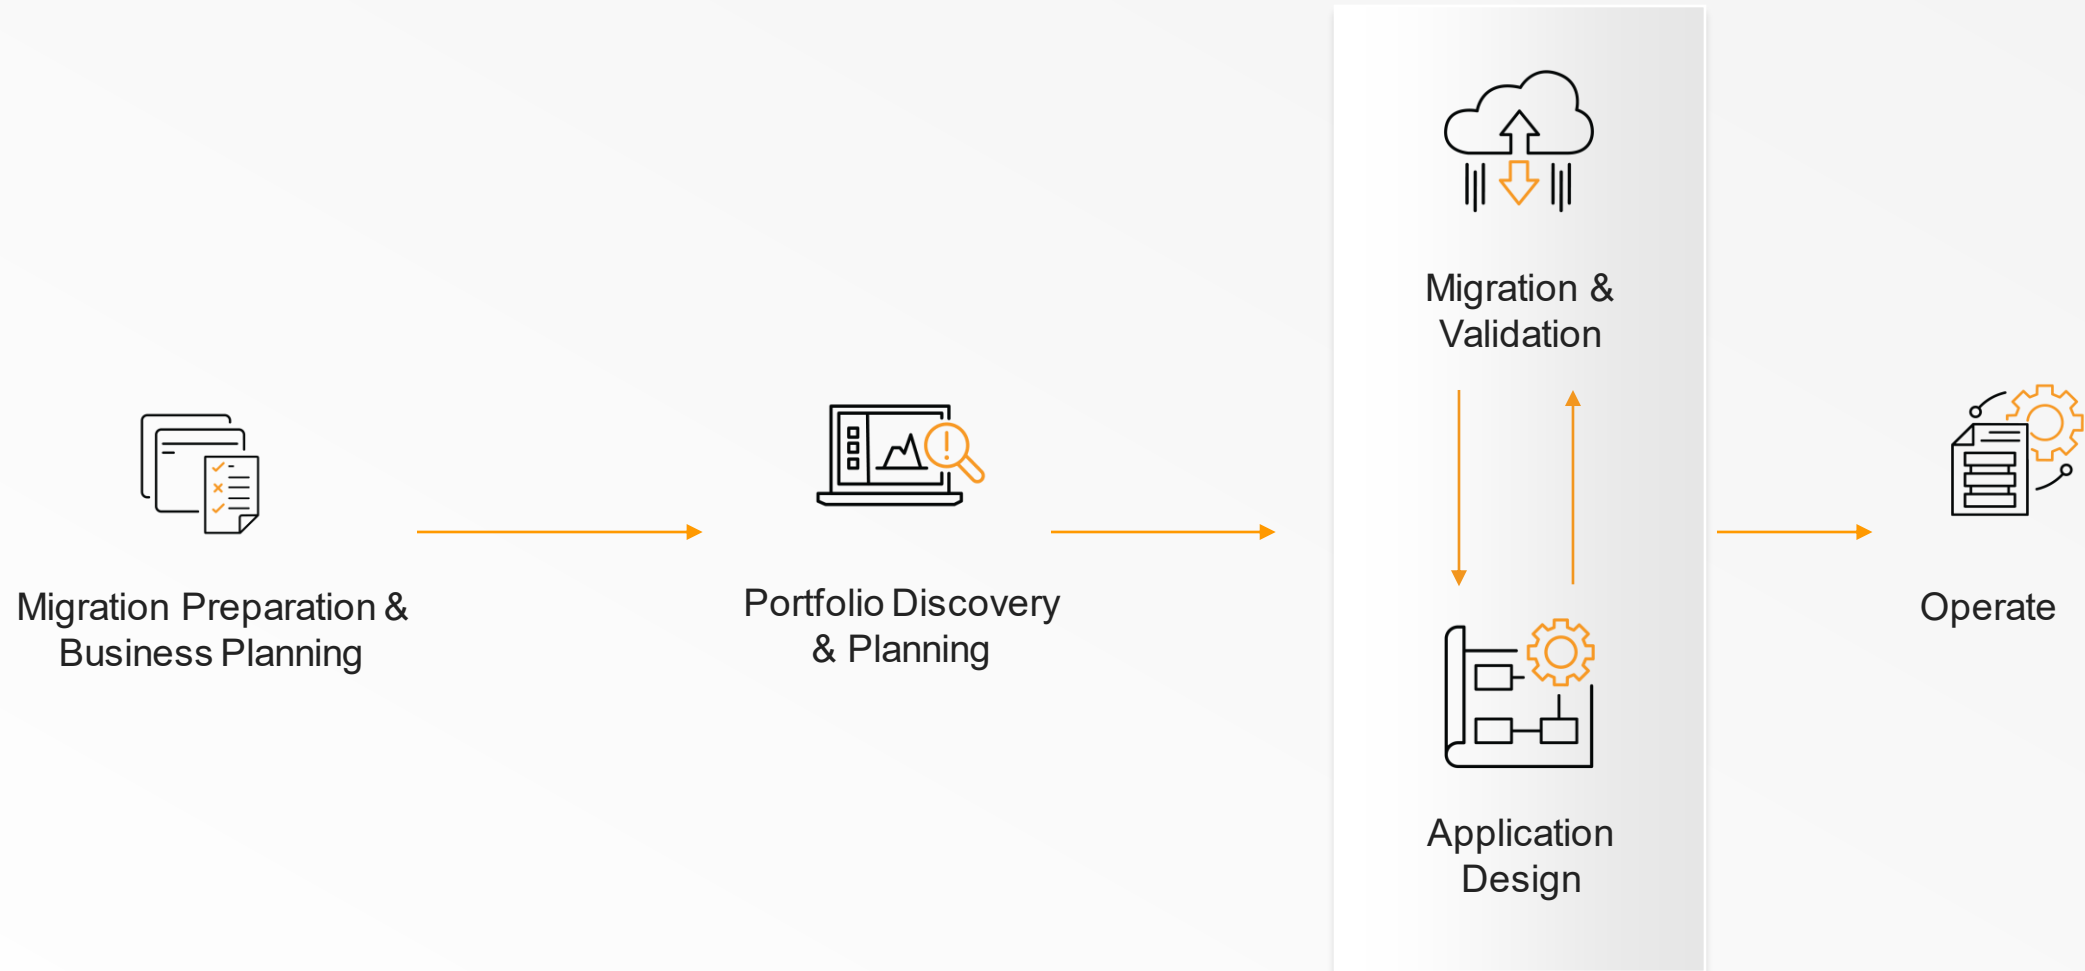 Migration Preparation &
Business Planning
Portfolio Discovery
& Planning
Migration &
Validation
Application
Design
Operate